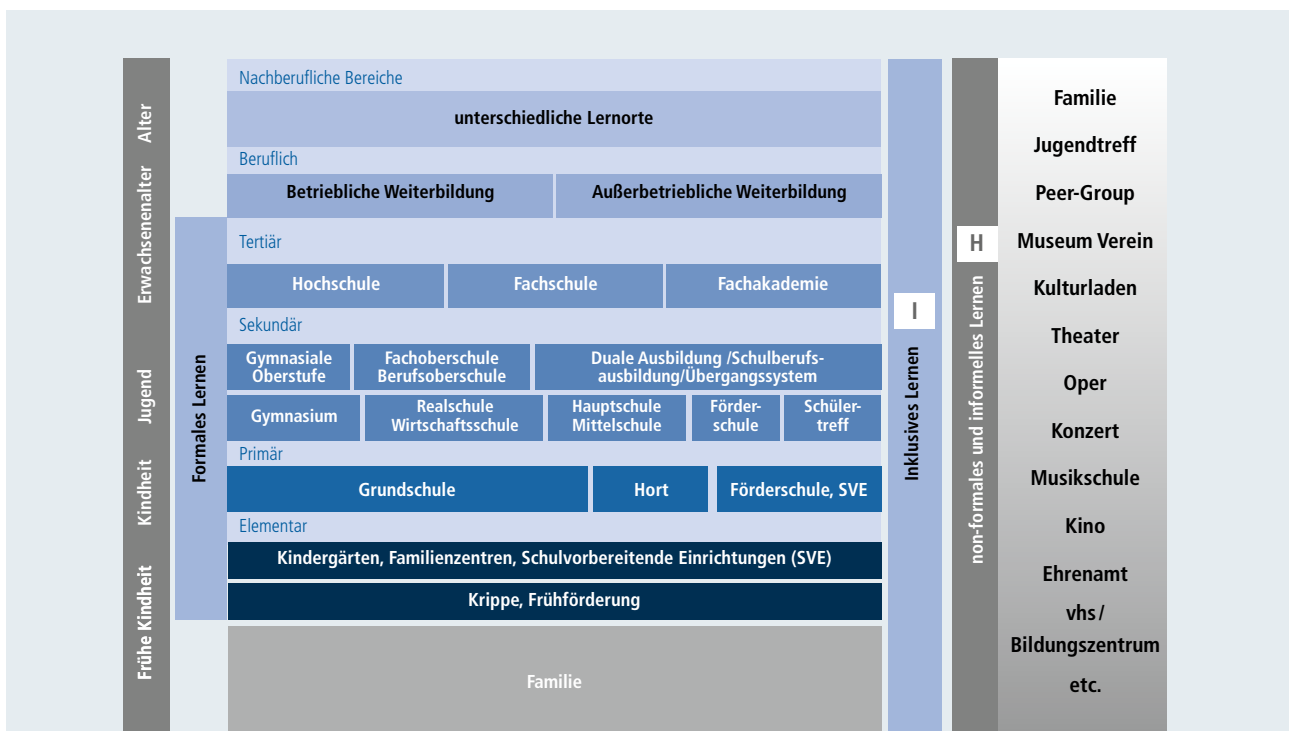 Alter
Erwachsenenalter
Jugend
Kindheit
Frühe Kindheit
Formales Lernen
Nachberufliche Bereiche
unterschiedliche Lernorte
Beruflich
Betriebliche Weiterbildung
Außerbetriebliche Weiterbildung
Tertiär
Hochschule
Fachschule
Fachakademie
Sekundär
Gymnasiale
Oberstufe
Fachoberschule
Berufsoberschule
Duale Ausbildung /Schulberufs-
ausbildung/Übergangssystem
Gymnasium
Realschule
Wirtschaftsschule
Hauptschule
Mittelschule
Förder-
schule
Schüler-
treff
Primär
Grundschule
Hort
Förderschule, SVE
Elementar
Kindergärten, Familienzentren, Schulvorbereitende Einrichtungen (SVE)
Krippe, Frühförderung
Familie
I
Inklusives Lernen
H
non-formales und informelles Lernen
Familie
Jugendtreff
Peer-Group
Museum Verein
Kulturladen
Theater
Oper
Konzert
Musikschule
Kino
Ehrenamt
vhs /
Bildungszentrum
etc.